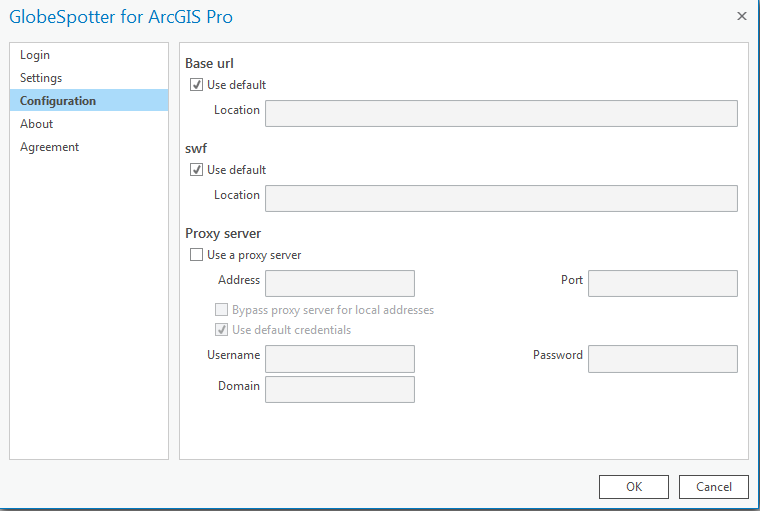 GlobeSpotter for ArcGIS Pro
Login
Settings
Configuration
About
Agreement
Base url
Use default
Location
swf
Use default
Location
Proxy server
Use a proxy server
Address
Port
Bypass proxy server for local addresses
Use default credentials
Username
Password
Domain
OK
Cancel